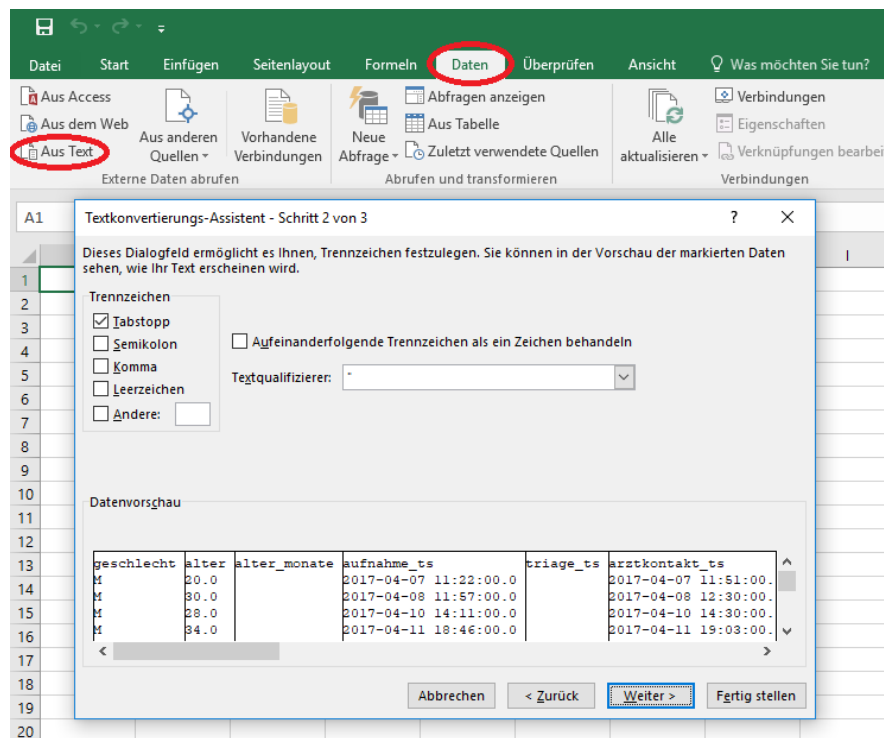 Datei Start Einfügen Seitenlayout Formeln Daten Überprüfen Ansicht Was möchten Sie tun?
Aus Access
Aus dem Web
Aus Text
Aus anderen
Quellen
Vorhandene
Verbindungen
Externe Daten abrufen
Neue
Abfrage
Abfragen anzeigen
Aus Tabelle
Zuletzt verwendete Quellen
Abrufen und transformieren
Alle
aktualisieren
Verbindungen
Eigenschaften
Verknüpfungen bearbei
Verbindungen
A1
I
1
2
3
4
5
6
7
8
9
10
11
12
13
14
15
16
17
18
19
20
Textkonvertierungs-Assistent - Schritt 2 von 3 ?
Dieses Dialogfeld ermöglicht es Ihnen, Trennzeichen festzulegen. Sie können in der Vorschau der markierten Daten
sehen, wie Ihr Text erscheinen wird.
Trennzeichen
Tabstopp
Semikolon
Komma
Leerzeichen
Andere:
Aufeinanderfolgende Trennzeichen als ein Zeichen behandeln
Textqualifizierer: "
Datenvorschau
geschlecht alter alter_monate aufnahme_ts triage_ts arztkontakt_ts
M 20.0 2017-04-07 11:22:00.0 2017-04-07 11:51:00.
M 30.0 2017-04-08 11:57:00.0 2017-04-08 12:30:00.
M 28.0 2017-04-10 14:11:00.0 2017-04-10 14:30:00.
M 34.0 2017-04-11 18:46:00.0 2017-04-11 19:03:00.
Abbrechen < Zurück Weiter > Fertig stellen